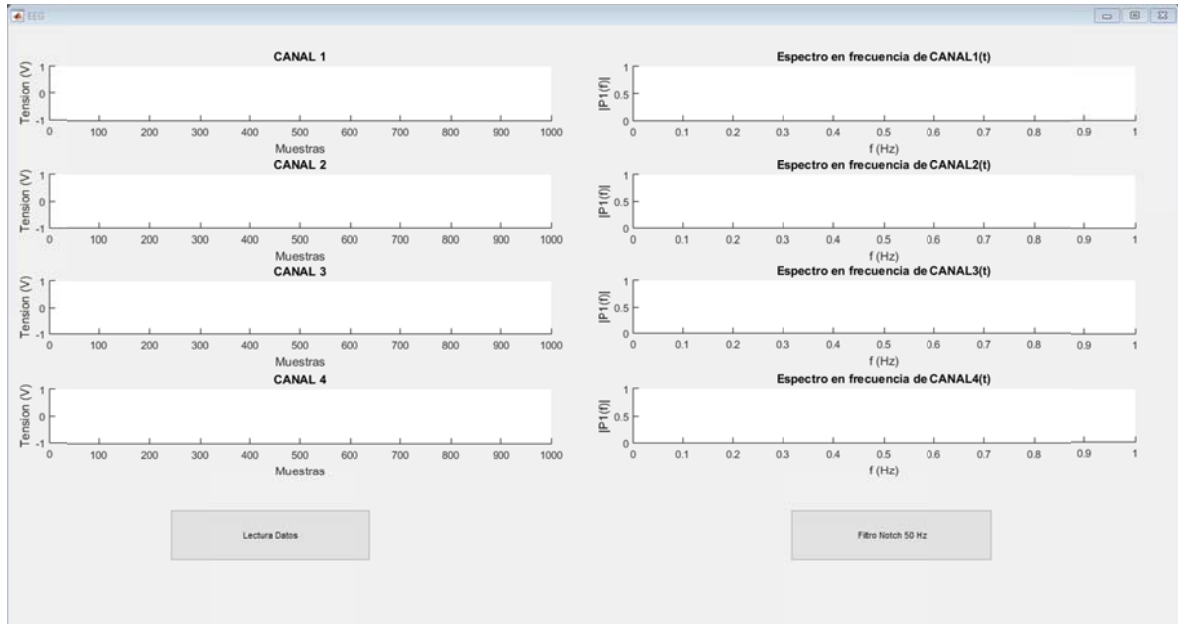 EEG
CANAL 1
Tension (V)
1
0
-1
0 100 200 300 400 500 600 700 800 900 1000
Muestras
Espectro en frecuencia de CANAL1(t)
|P1(f)|
1
0.5
0
0 0.1 0.2 0.3 0.4 0.5 0.6 0.7 0.8 0.9 1
f (Hz)
CANAL 2
Tension (V)
1
0
-1
0 100 200 300 400 500 600 700 800 900 1000
Muestras
Espectro en frecuencia de CANAL2(t)
|P1(f)|
1
0.5
0
0 0.1 0.2 0.3 0.4 0.5 0.6 0.7 0.8 0.9 1
f (Hz)
CANAL 3
Tension (V)
1
0
-1
0 100 200 300 400 500 600 700 800 900 1000
Muestras
Espectro en frecuencia de CANAL3(t)
|P1(f)|
1
0.5
0
0 0.1 0.2 0.3 0.4 0.5 0.6 0.7 0.8 0.9 1
f (Hz)
CANAL 4
Tension (V)
1
0
-1
0 100 200 300 400 500 600 700 800 900 1000
Muestras
Espectro en frecuencia de CANAL4(t)
|P1(f)|
1
0.5
0
0 0.1 0.2 0.3 0.4 0.5 0.6 0.7 0.8 0.9 1
f (Hz)
Lectura Datos
Filtro Notch 50 Hz